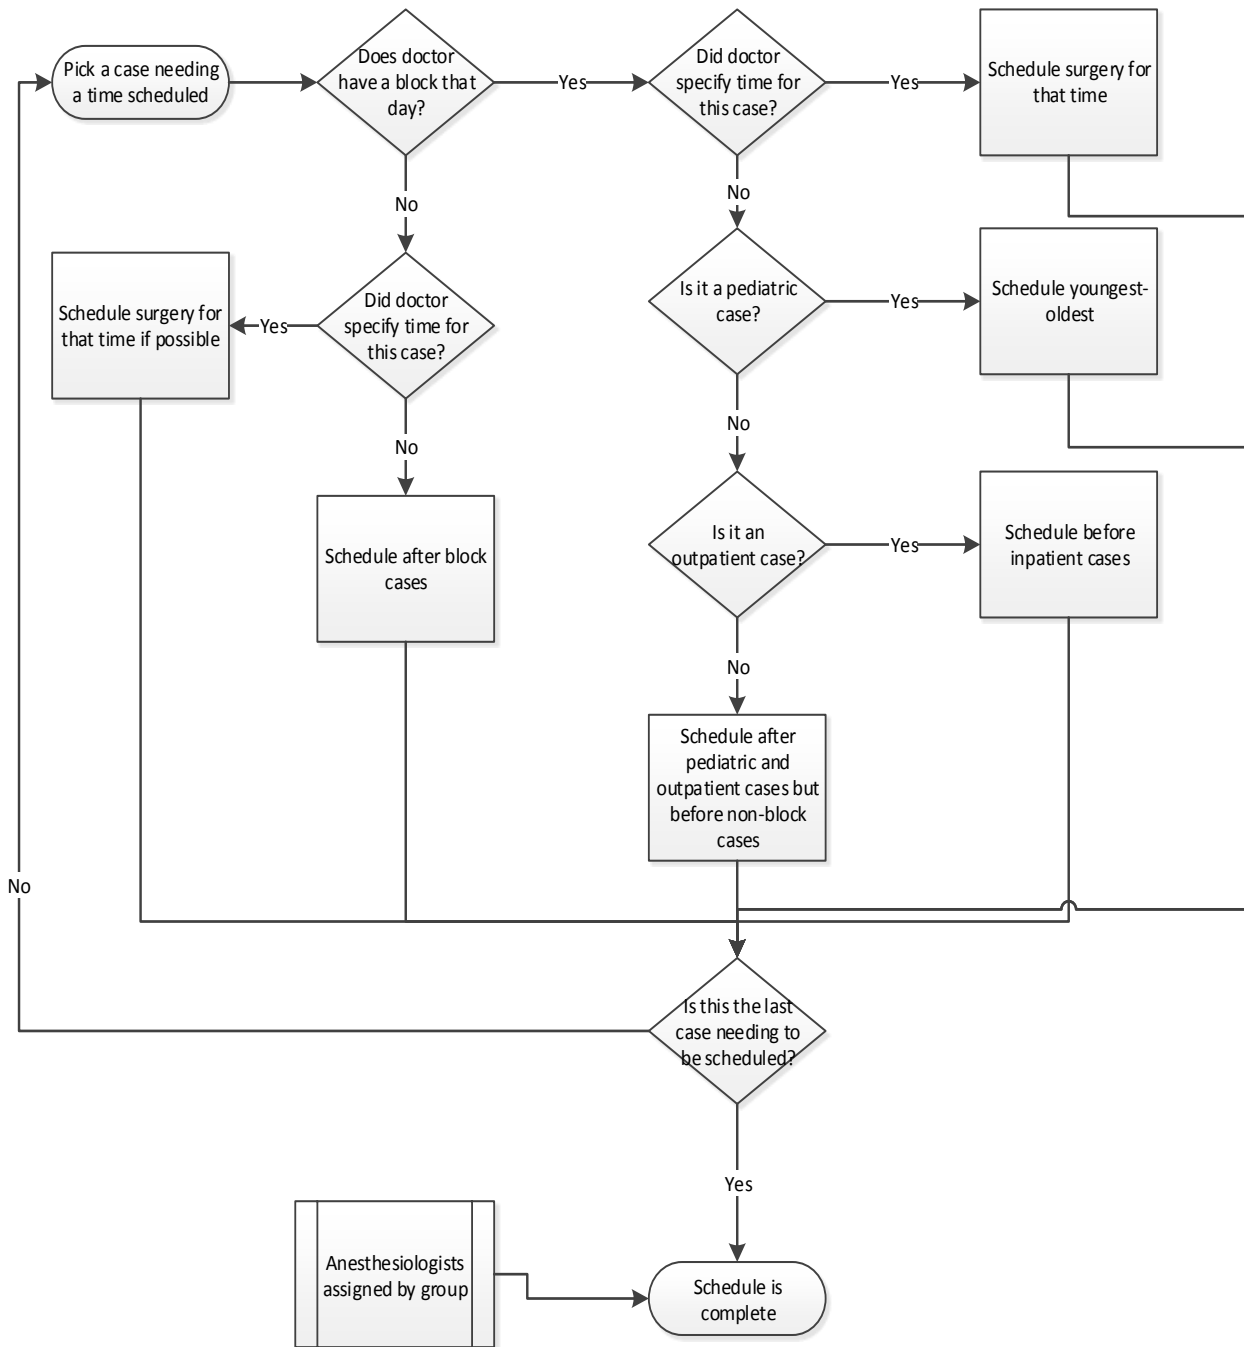 Pick a case needing
a time scheduled
Does doctor
have a block that
day?
Yes
Did doctor
specify time for
this case?
Yes
Schedule surgery for
that time
No
No
Schedule surgery for
that time if possible
Yes
Did doctor
specify time for
this case?
Is it a pediatric
case?
Yes
Schedule youngest-
oldest
No
No
Schedule after block
cases
Is it an
outpatient case?
Yes
Schedule before
inpatient cases
No
Schedule after
pediatric and
outpatient cases but
before non-block
cases
No
Is this the last
case needing to
be scheduled?
Yes
Anesthesiologists
assigned by group
Schedule is
complete